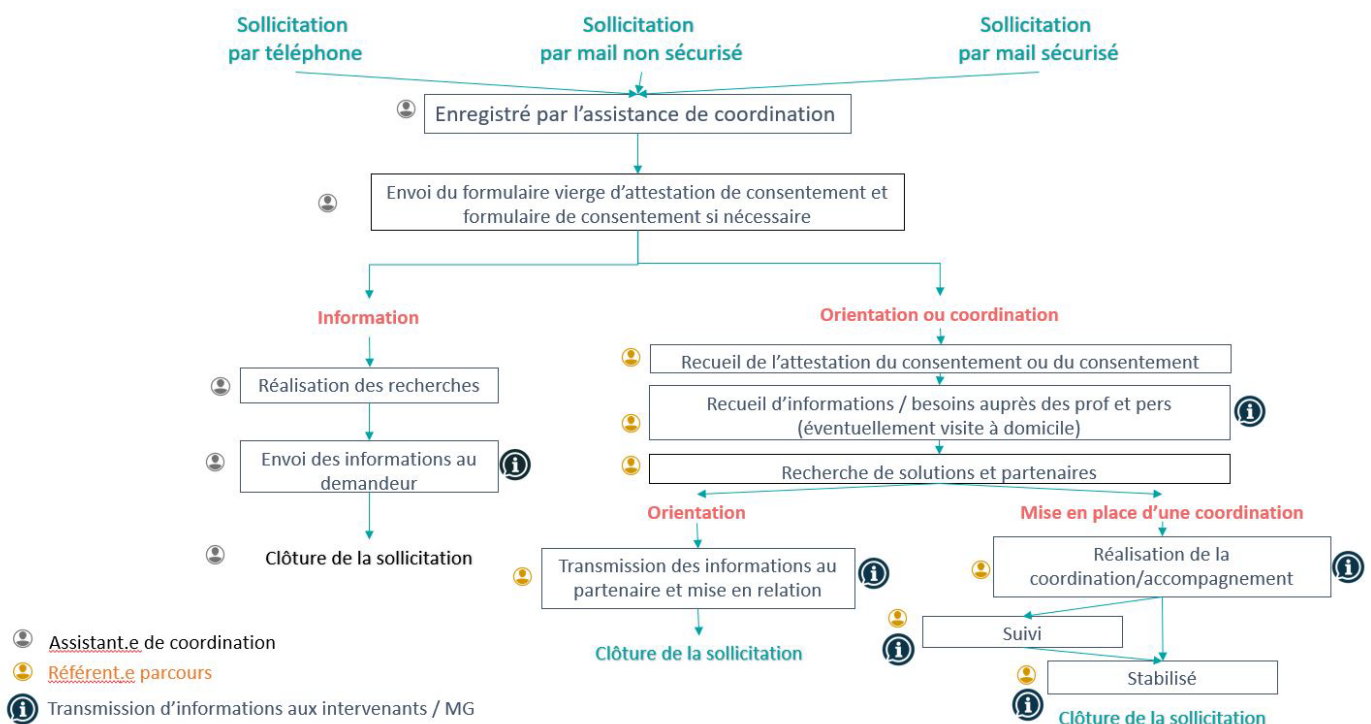 Sollicitation
par téléphone
Sollicitation
par mail non sécurisé
Sollicitation
par mail sécurisé
Enregistré par l'assistance de coordination
Envoi du formulaire vierge d'attestation de consentement et
formulaire de consentement si nécessaire
Information
Orientation ou coordination
Réalisation des recherches
Recueil de l'attestation du consentement ou du consentement
Recueil d'informations / besoins auprès des prof et pers
(éventuellement visite à domicile)
Envoi des informations au
demandeur
Recherche de solutions et partenaires
Orientation
Mise en place d'une coordination
Clôture de la sollicitation
Transmission des informations au
partenaire et mise en relation
Réalisation de la
coordination/accompagnement
Suivi
Clôture de la sollicitation
Stabilisé
Clôture de la sollicitation
Assistant.e de coordination
Référent.e parcours
Transmission d'informations aux intervenants / MG